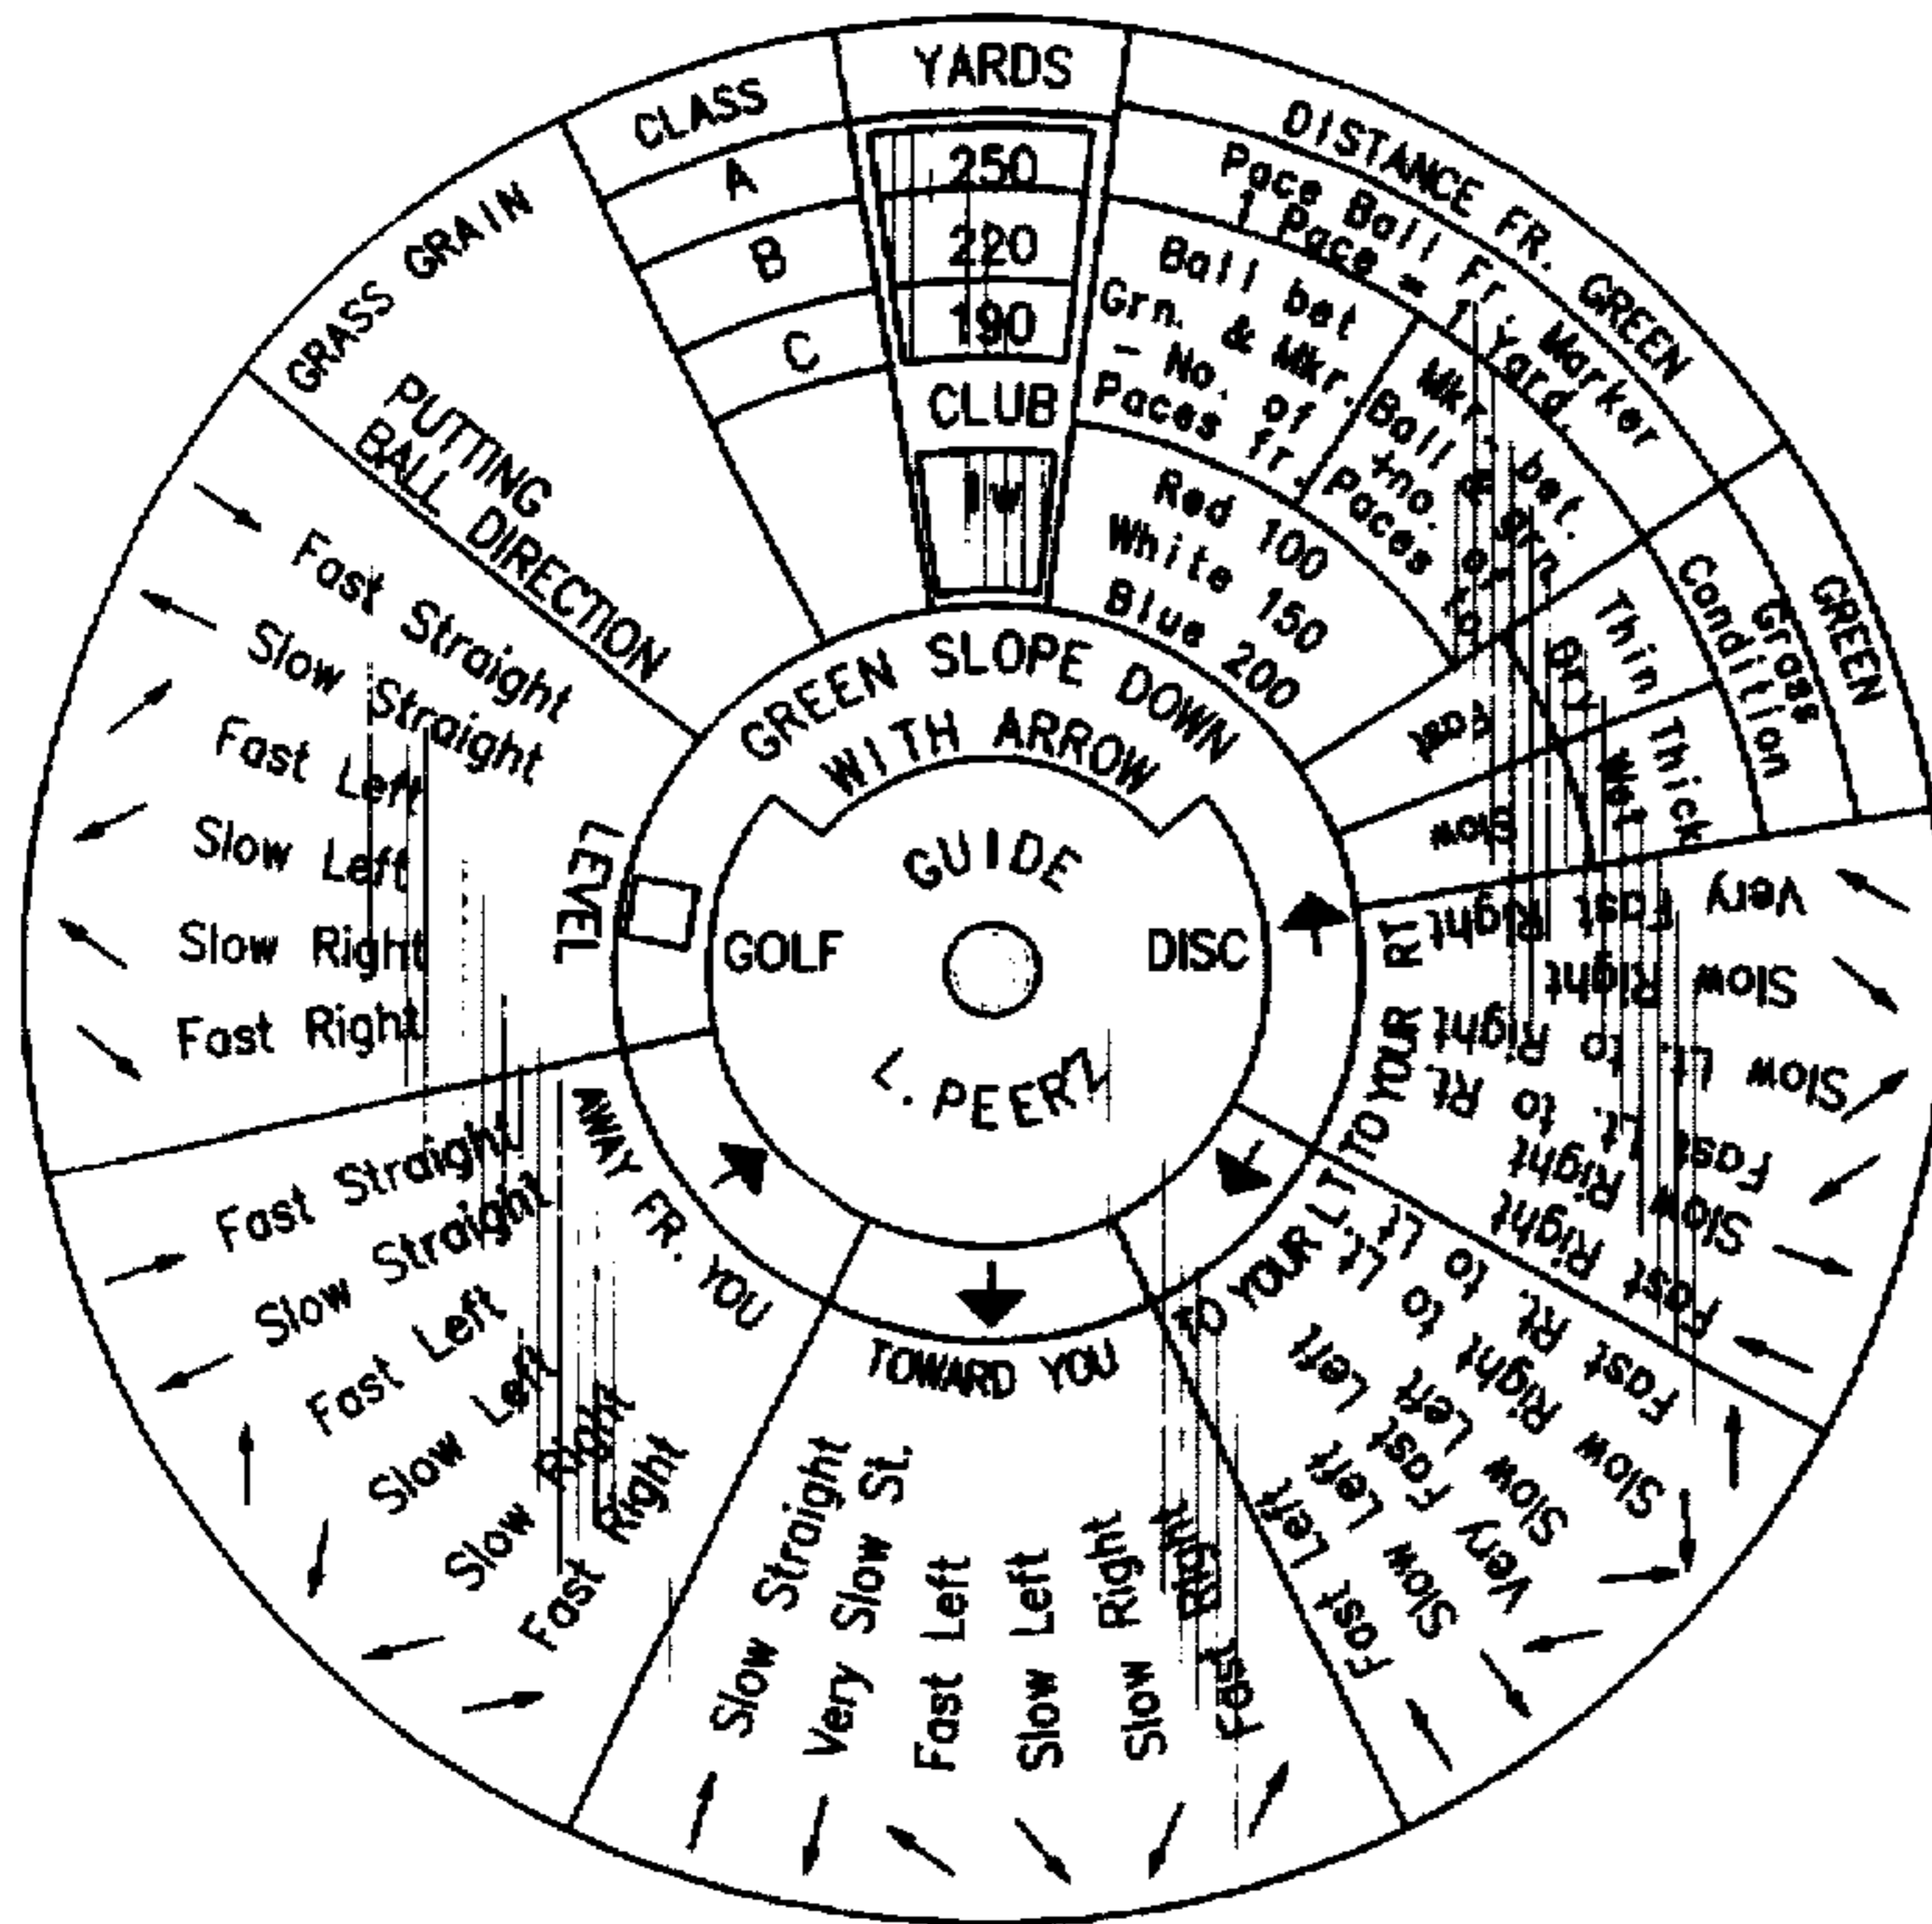 YARDS
250
220
190
CLUB
1w
CLASS
A
B
C
GRASS GRAIN
PUTTING
BALL DIRECTION
DISTANCE FR. GREEN
Pace Ball Fr. Marker
1 Pace = 1 Yard.
Ball bet
Grn. & Mkr.
- No. of
Paces fr.
Mkr. bet.
Ball & grn
+no. of
Paces to
Red 100
White 150
Blue 200
GREEN
Grass
Condition
Thin
Dry
Fast
Thick
Wet
Slow
GREEN SLOPE DOWN
WITH ARROW
GUIDE
GOLF
DISC
L. PEERZ
LEVEL
Fast Straight
Slow Straight
Fast Left
Slow Left
Slow Right
Fast Right
AWAY FR. YOU
Fast Straight
Slow Straight
Fast Left
Slow Left
Slow Right
Fast Right
TOWARD YOU
Slow Straight
Very Slow St.
Fast Left
Slow Left
Slow Right
Fast Right
TO YOUR LT.
Fast Left
Slow Left
Very Fast Left
Slow Left
Slow Right to Lt.
Fast Rt. to Lt.
TO YOUR RT
Fast Right
Slow Right
Fast Lt. to Rt.
Slow Lt. to Right
Slow Right
Very Fast Right